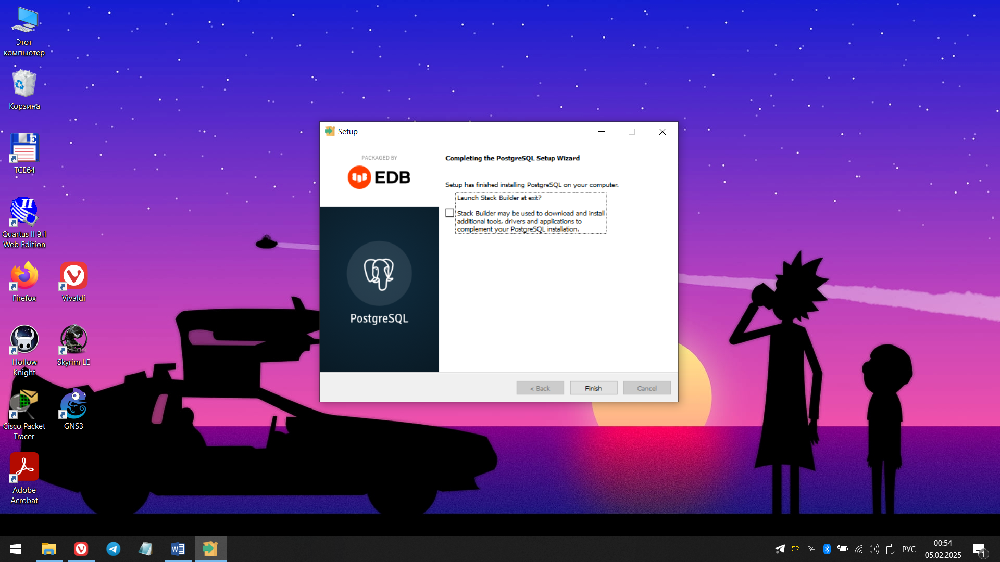 Этот
компьютер
Корзина
TCE64
Quartus II 9.1
Web Edition
Firefox
Vivaldi
Hollow
Knight
Skyrim LE
Cisco Packet
Tracer
GNS3
Adobe
Acrobat
Setup
PACKAGED BY
EDB
PostgreSQL
Completing the PostgreSQL Setup Wizard
Setup has finished installing PostgreSQL on your computer.
Launch Stack Builder at exit?
Stack Builder may be used to download and install
additional tools, drivers and applications to
complement your PostgreSQL installation.
< Back
Finish
Cancel
52
34
РУС
00:54
05.02.2025
1